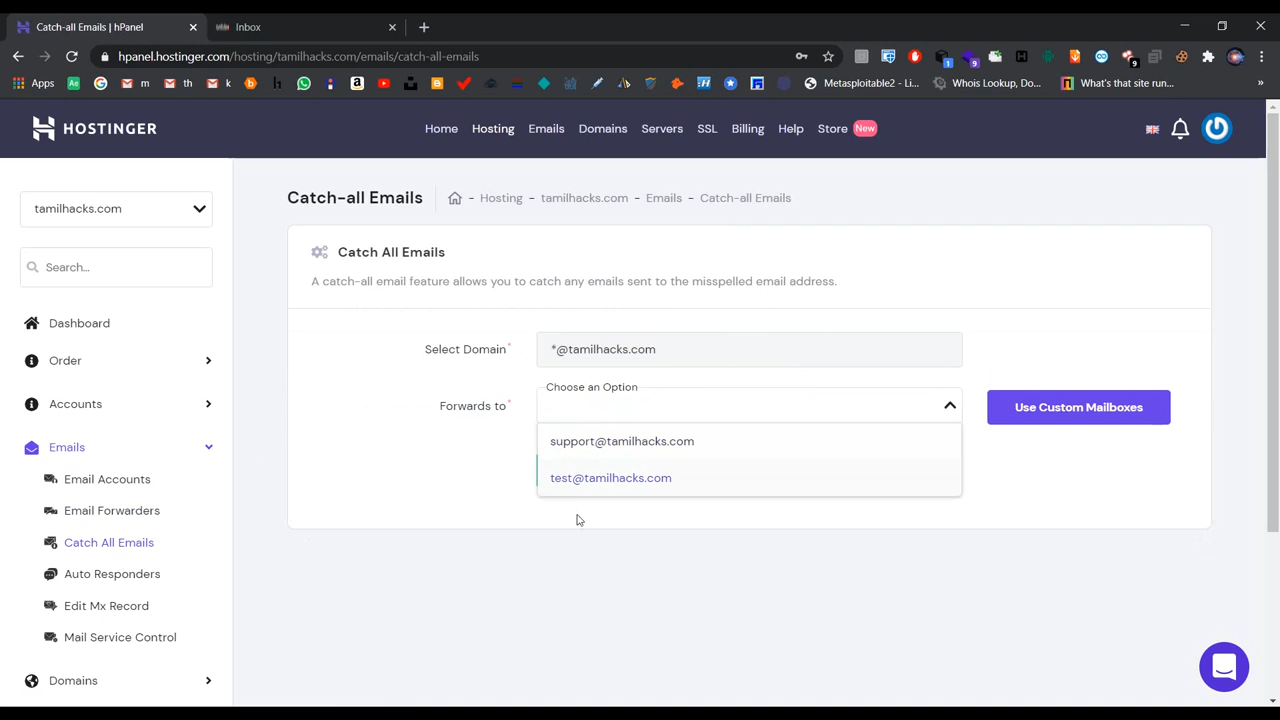 Catch-all Emails | hPanel
Inbox
hpanel.hostinger.com/hosting/tamilhacks.com/emails/catch-all-emails
Apps
m
th
k
Metasploitable2 - Li...
Whois Lookup, Do...
What's that site run...
HOSTINGER
Home
Hosting
Emails
Domains
Servers
SSL
Billing
Help
Store
New
tamilhacks.com
Search...
Dashboard
Order
Accounts
Emails
Email Accounts
Email Forwarders
Catch All Emails
Auto Responders
Edit Mx Record
Mail Service Control
Domains
Catch-all Emails
- Hosting - tamilhacks.com - Emails - Catch-all Emails
Catch All Emails
A catch-all email feature allows you to catch any emails sent to the misspelled email address.
Select Domain*
*@tamilhacks.com
Forwards to*
Choose an Option
support@tamilhacks.com
test@tamilhacks.com
Use Custom Mailboxes